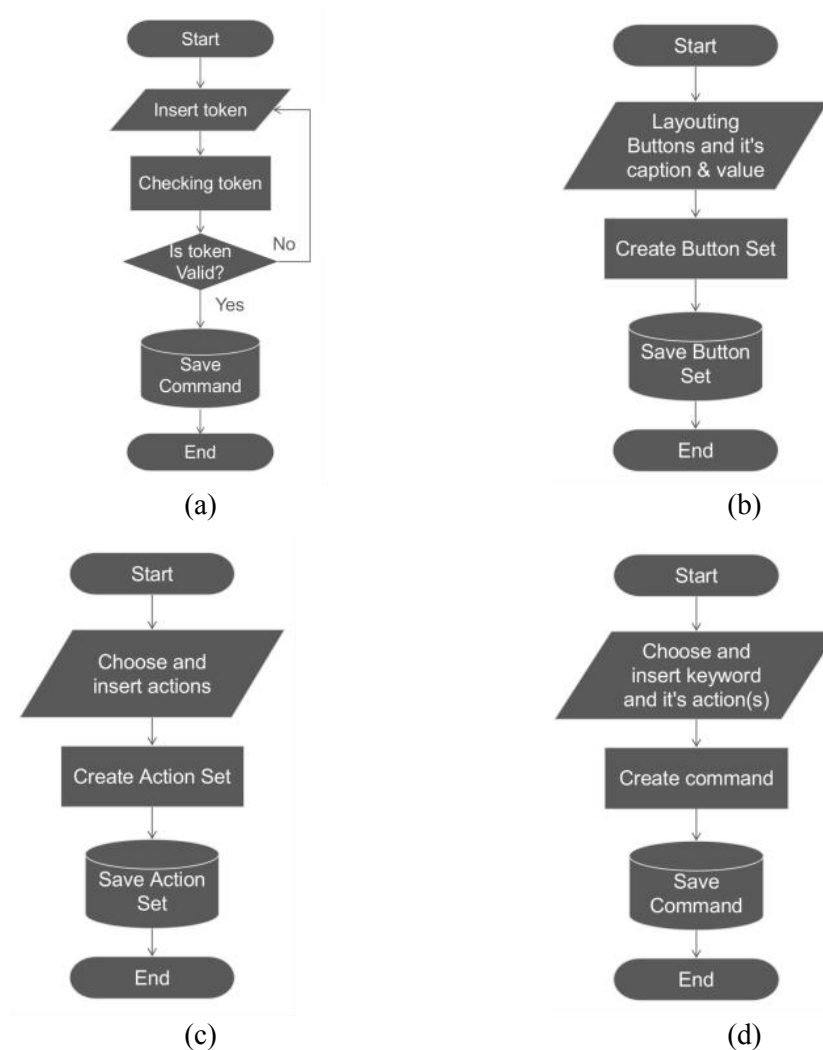 Start
Insert token
Checking token
Is token
Valid?
No
Yes
Save
Command
End
(a)
Start
Layouting
Buttons and it's
caption & value
Create Button Set
Save Button
Set
End
(b)
Start
Choose and
insert actions
Create Action Set
Save Action
Set
End
(c)
Start
Choose and
insert keyword
and it's action(s)
Create command
Save
Command
End
(d)